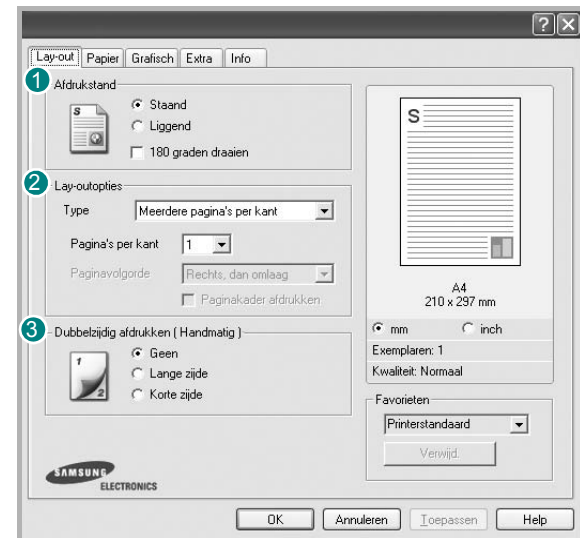 Lay-out Papier Grafisch Extra Info
1
Afdrukstand
S
Staand
Liggend
180 graden draaien
2
Lay-outopties
Type Meerdere pagina's per kant
Pagina's per kant 1
Paginavolgorde Rechts, dan omlaag
Paginakader afdrukken
3
Dubbelzijdig afdrukken ( Handmatig )
1
2
Geen
Lange zijde
Korte zijde
SAMSUNG
ELECTRONICS
S
A4
210 x 297 mm
mm inch
Exemplaren: 1
Kwaliteit: Normaal
Favorieten
Printerstandaard
Verwijd.
OK Annuleren Toepassen Help